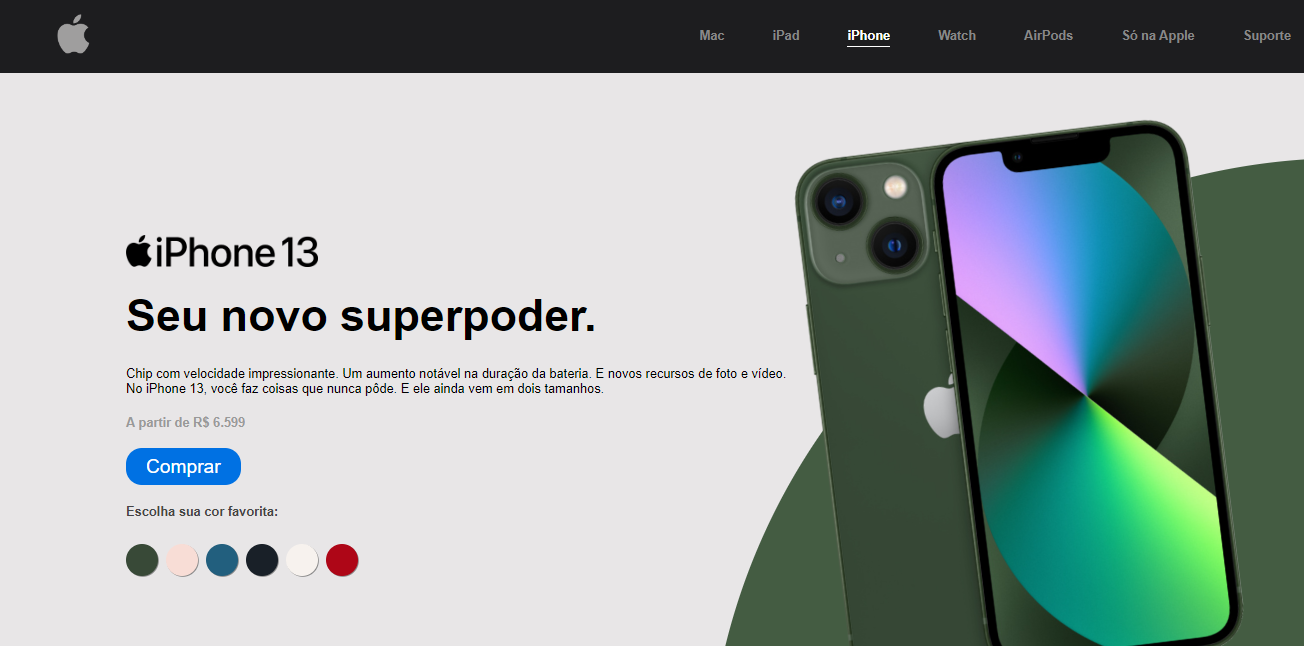 Mac iPad iPhone Watch AirPods Só na Apple Suporte
iPhone 13
Seu novo superpoder.
Chip com velocidade impressionante. Um aumento notável na duração da bateria. E novos recursos de foto e vídeo.
No iPhone 13, você faz coisas que nunca pôde. E ele ainda vem em dois tamanhos.
A partir de R$ 6.599
Comprar
Escolha sua cor favorita: